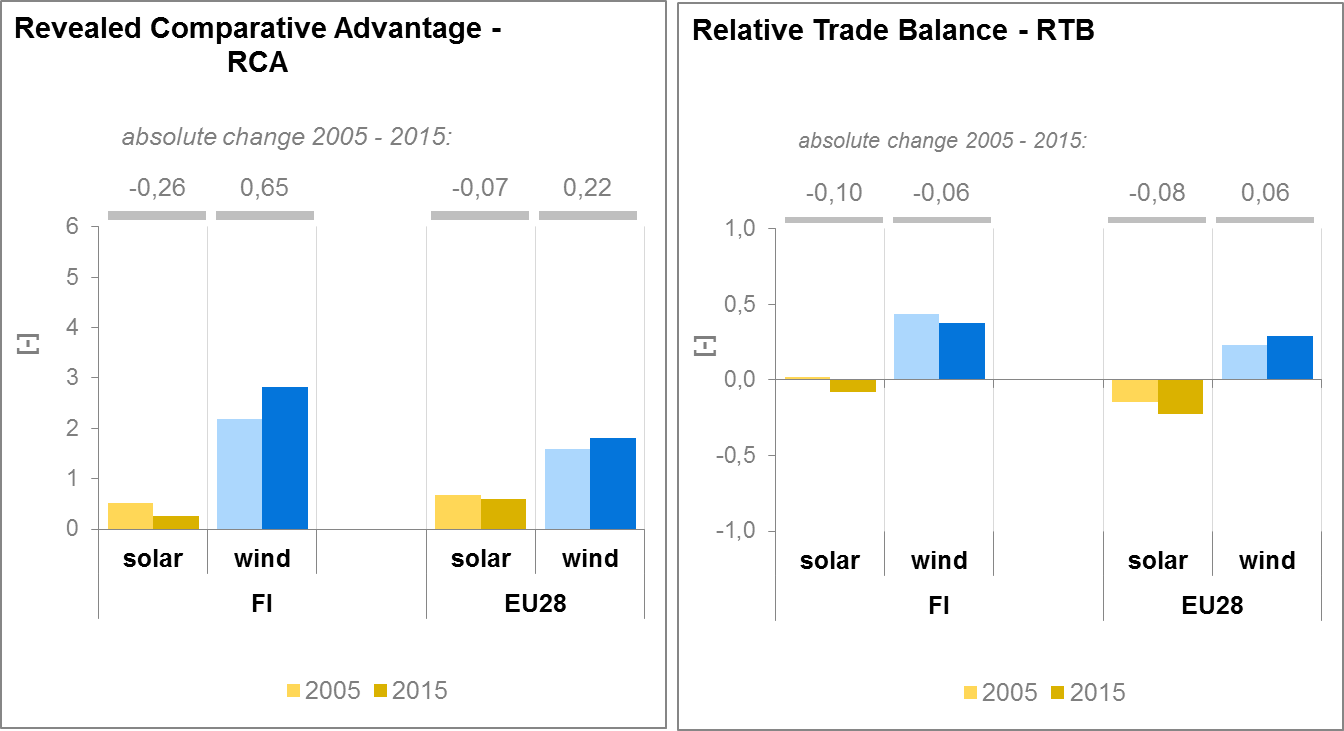 Revealed Comparative Advantage -
RCA
absolute change 2005 - 2015:
-0,26 0,65 -0,07 0,22
6
5
4
3
2
1
0
[-]
solar wind solar wind
FI EU28
2005 2015
Relative Trade Balance - RTB
absolute change 2005 - 2015:
-0,10 -0,06 -0,08 0,06
1,0
0,5
0,0
-0,5
-1,0
[-]
solar wind solar wind
FI EU28
2005 2015